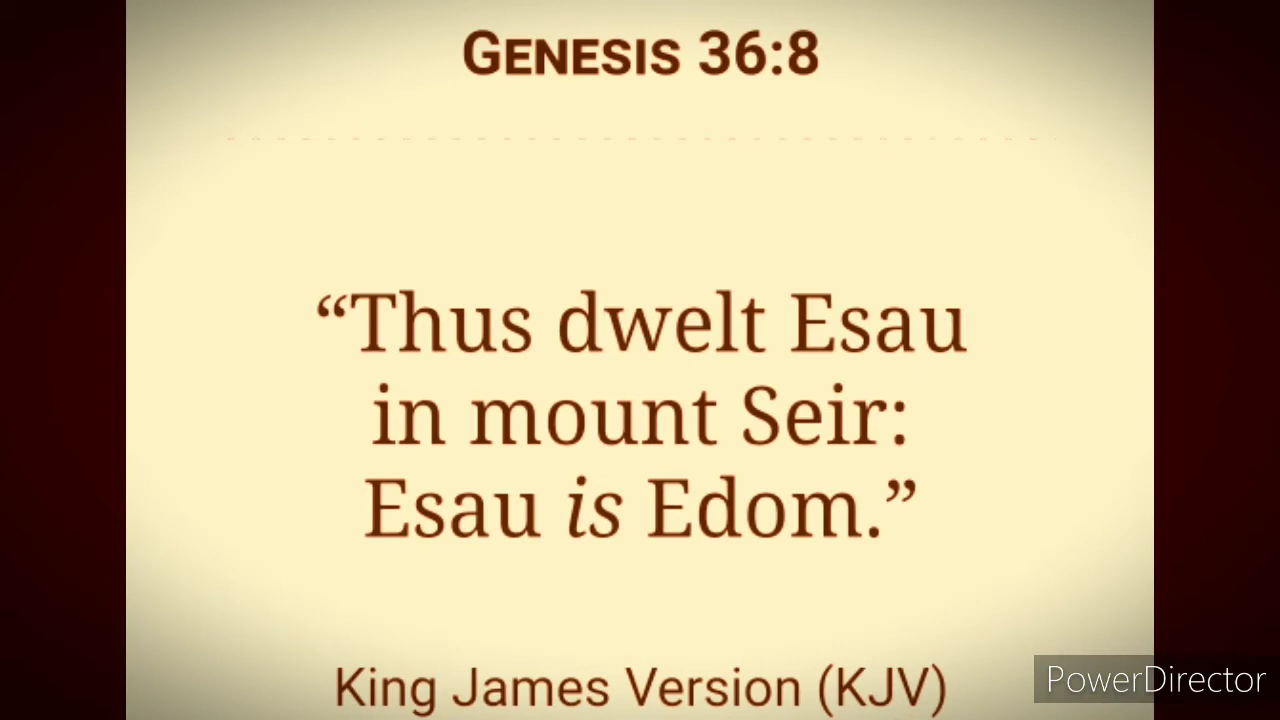 GENESIS 36:8
“Thus dwelt Esau
in mount Seir:
Esau is Edom.”
King James Version (KJV)
PowerDirector